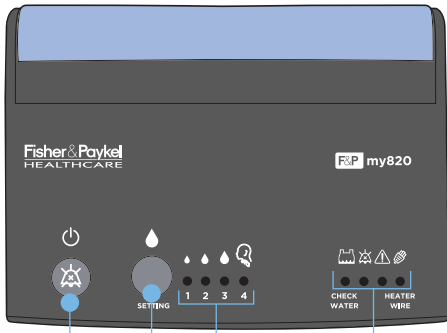 Fisher & Paykel
HEALTHCARE
F&P my820
SETTING
1 2 3 4
CHECK WATER
HEATER WIRE